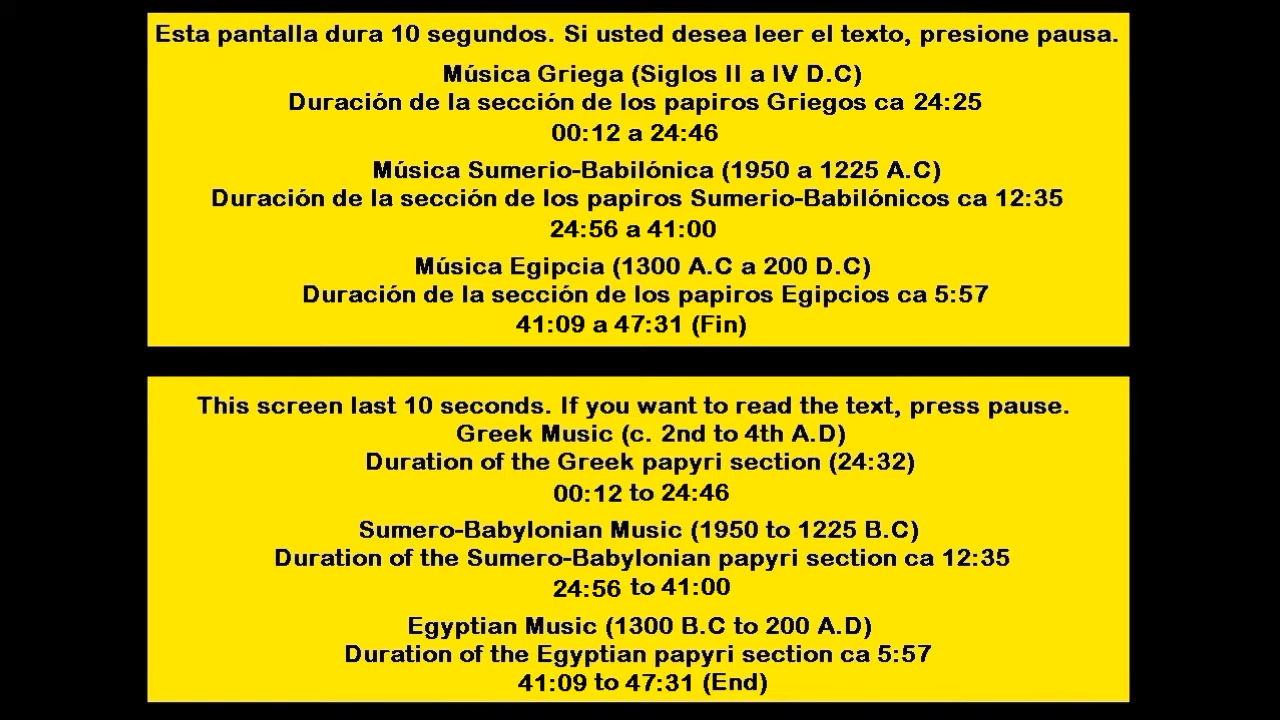 Esta pantalla dura 10 segundos. Si usted desea leer el texto, presione pausa.
Música Griega (Siglos II a IV D.C)
Duración de la sección de los papiros Griegos ca 24:25
00:12 a 24:46
Música Sumerio-Babilónica (1950 a 1225 A.C)
Duración de la sección de los papiros Sumerio-Babilónicos ca 12:35
24:56 a 41:00
Música Egipcia (1300 A.C a 200 D.C)
Duración de la sección de los papiros Egipcios ca 5:57
41:09 a 47:31 (Fin)
This screen last 10 seconds. If you want to read the text, press pause.
Greek Music (c. 2nd to 4th A.D)
Duration of the Greek papyri section (24:32)
00:12 to 24:46
Sumero-Babylonian Music (1950 to 1225 B.C)
Duration of the Sumero-Babylonian papyri section ca 12:35
24:56 to 41:00
Egyptian Music (1300 B.C to 200 A.D)
Duration of the Egyptian papyri section ca 5:57
41:09 to 47:31 (End)